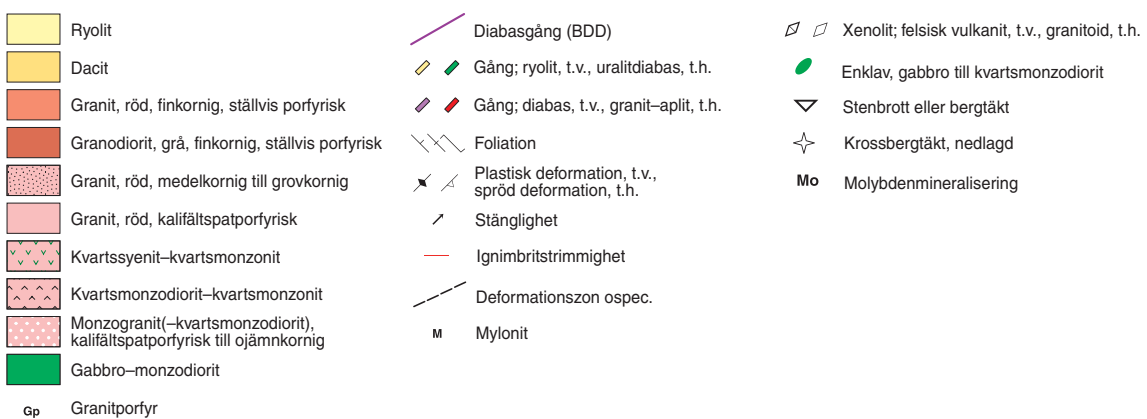 Ryolit
Dacit
Granit, röd, finkornig, ställvis porfyrisk
Granodiorit, grå, finkornig, ställvis porfyrisk
Granit, röd, medelkornig till grovkornig
Granit, röd, kalifältspatporfyrisk
Kvartssyenit–kvartsmonzonit
Kvartsmonzodiorit–kvartsmonzonit
Monzogranit(–kvartsmonzodiorit),
kalifältspatporfyrisk till ojämnkornig
Gabbro–monzodiorit
Gp Granitporfyr
Diabasgång (BDD)
Gång; ryolit, t.v., uralitdiabas, t.h.
Gång; diabas, t.v., granit–aplit, t.h.
Foliation
Plastisk deformation, t.v.,
spröd deformation, t.h.
Stänglighet
Ignimbritstrimmighet
Deformationszon ospec.
M Mylonit
Xenolit; felsisk vulkanit, t.v., granitoid, t.h.
Enklav, gabbro till kvartsmonzodiorit
Stenbrott eller bergtäkt
Krossbergtäkt, nedlagd
Mo Molybdenmineralisering